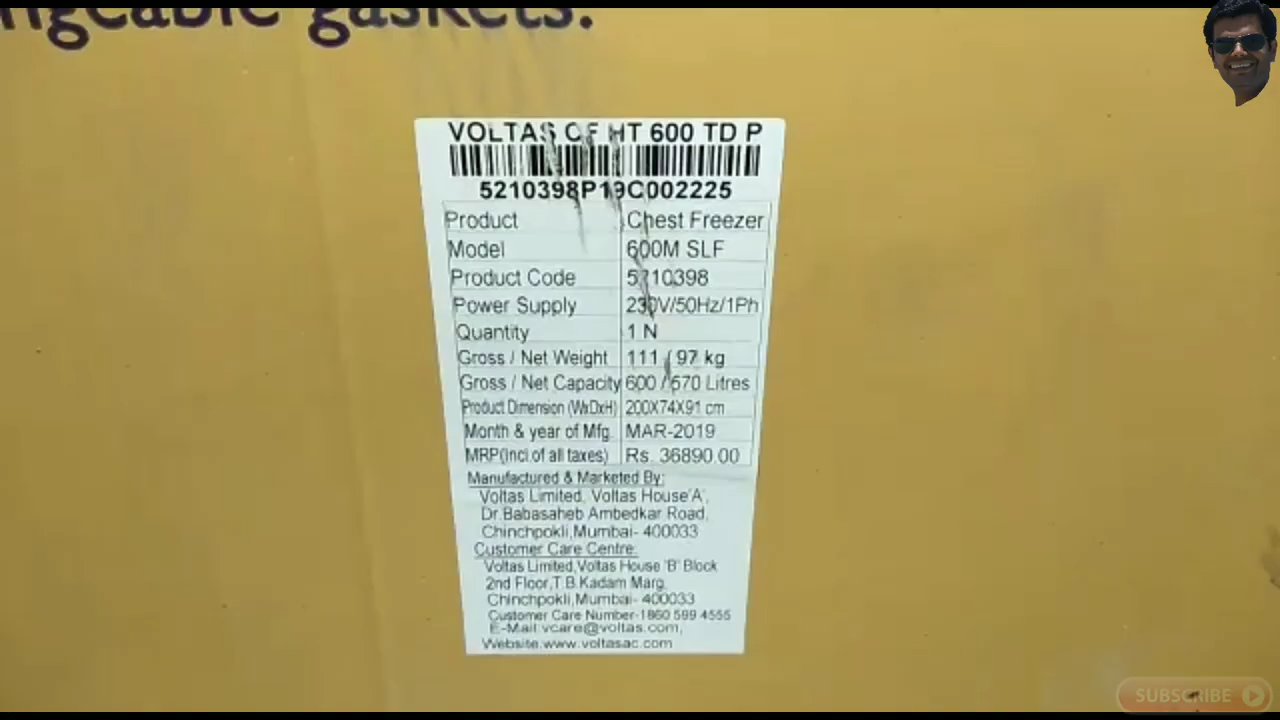 ngeable gaskets.
VOLTAS CF HT 600 TD P
5210398P19C002225
Product Chest Freezer
Model 600M SLF
Product Code 5210398
Power Supply 230V/50Hz/1Ph
Quantity 1 N
Gross / Net Weight 111 / 97 kg
Gross / Net Capacity 600 / 570 Litres
Product Dimension (WxDxH) 200X74X91 cm
Month & year of Mfg. MAR-2019
MRP(incl.of all taxes) Rs. 36890.00
Manufactured & Marketed By:
Voltas Limited, Voltas House'A',
Dr.Babasaheb Ambedkar Road,
Chinchpokli,Mumbai- 400033
Customer Care Centre:
Voltas Limited,Voltas House 'B' Block
2nd Floor,T.B.Kadam Marg,
Chinchpokli,Mumbai- 400033
Customer Care Number-1860 599 4555
E-Mail:vcare@voltas.com,
Website:www.voltasac.com
SUBSCRIBE